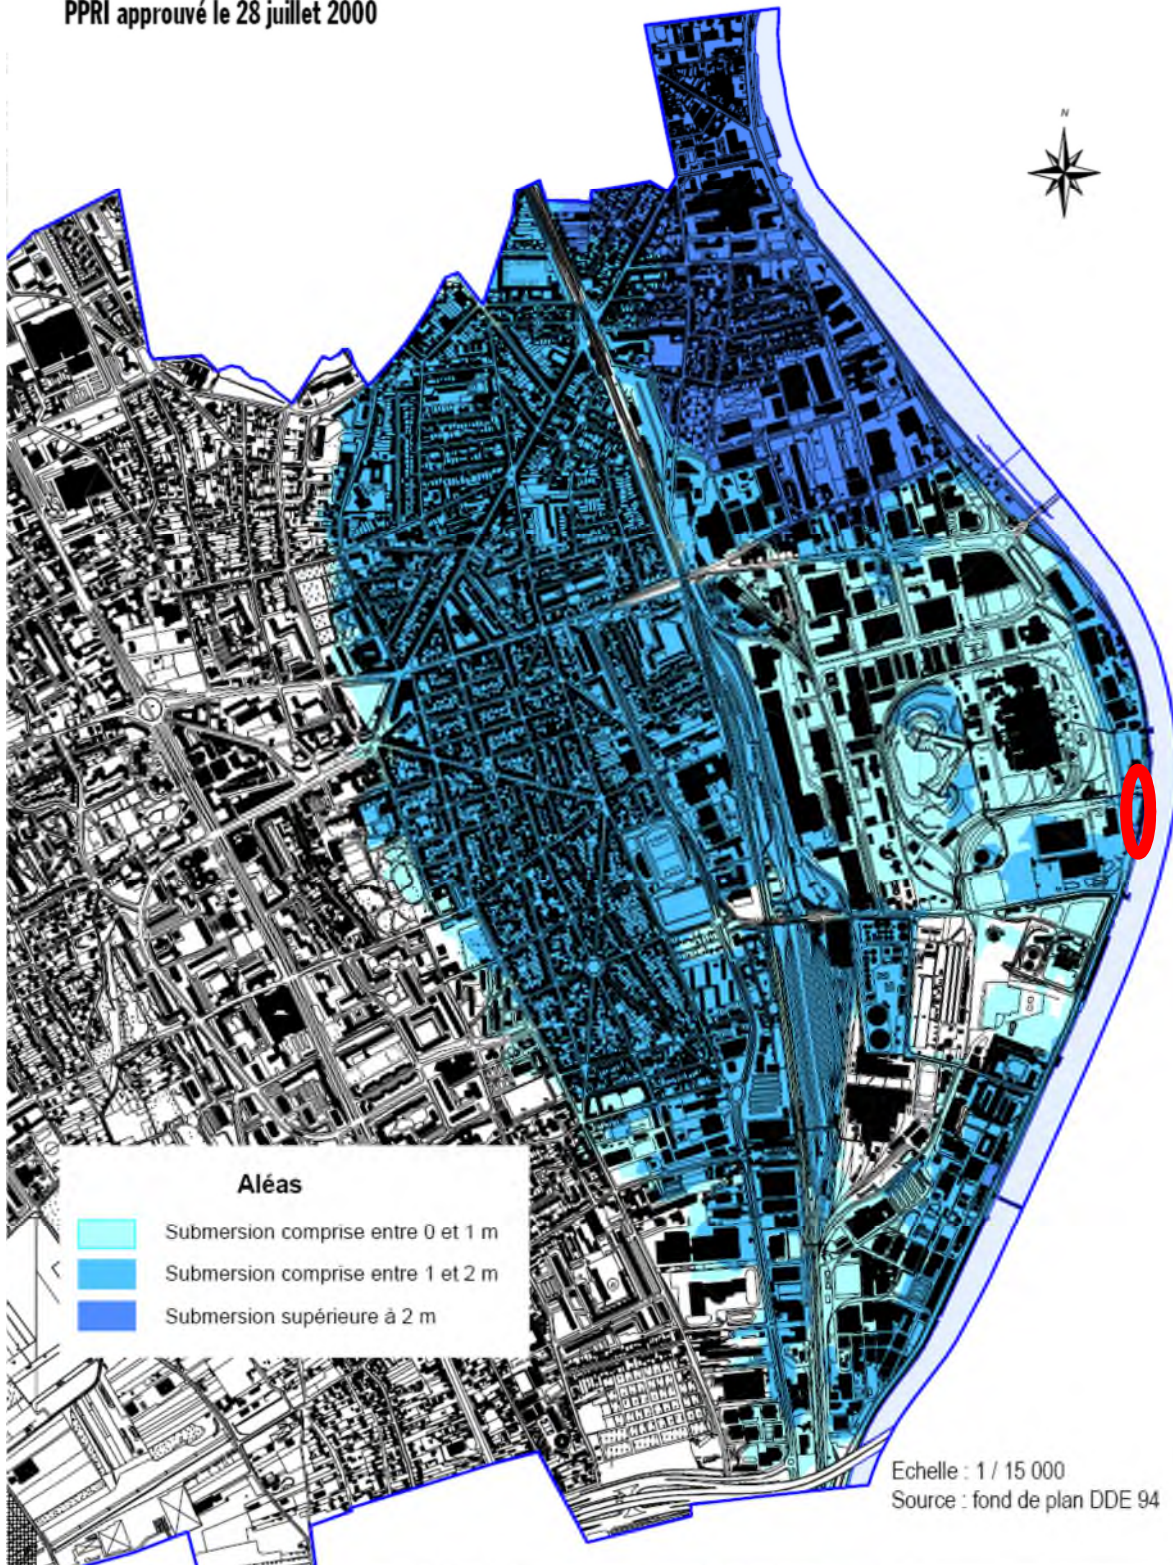 PPRI approuvé le 28 juillet 2000
N
Aléas
Submersion comprise entre 0 et 1 m
Submersion comprise entre 1 et 2 m
Submersion supérieure à 2 m
Echelle : 1 / 15 000
Source : fond de plan DDE 94